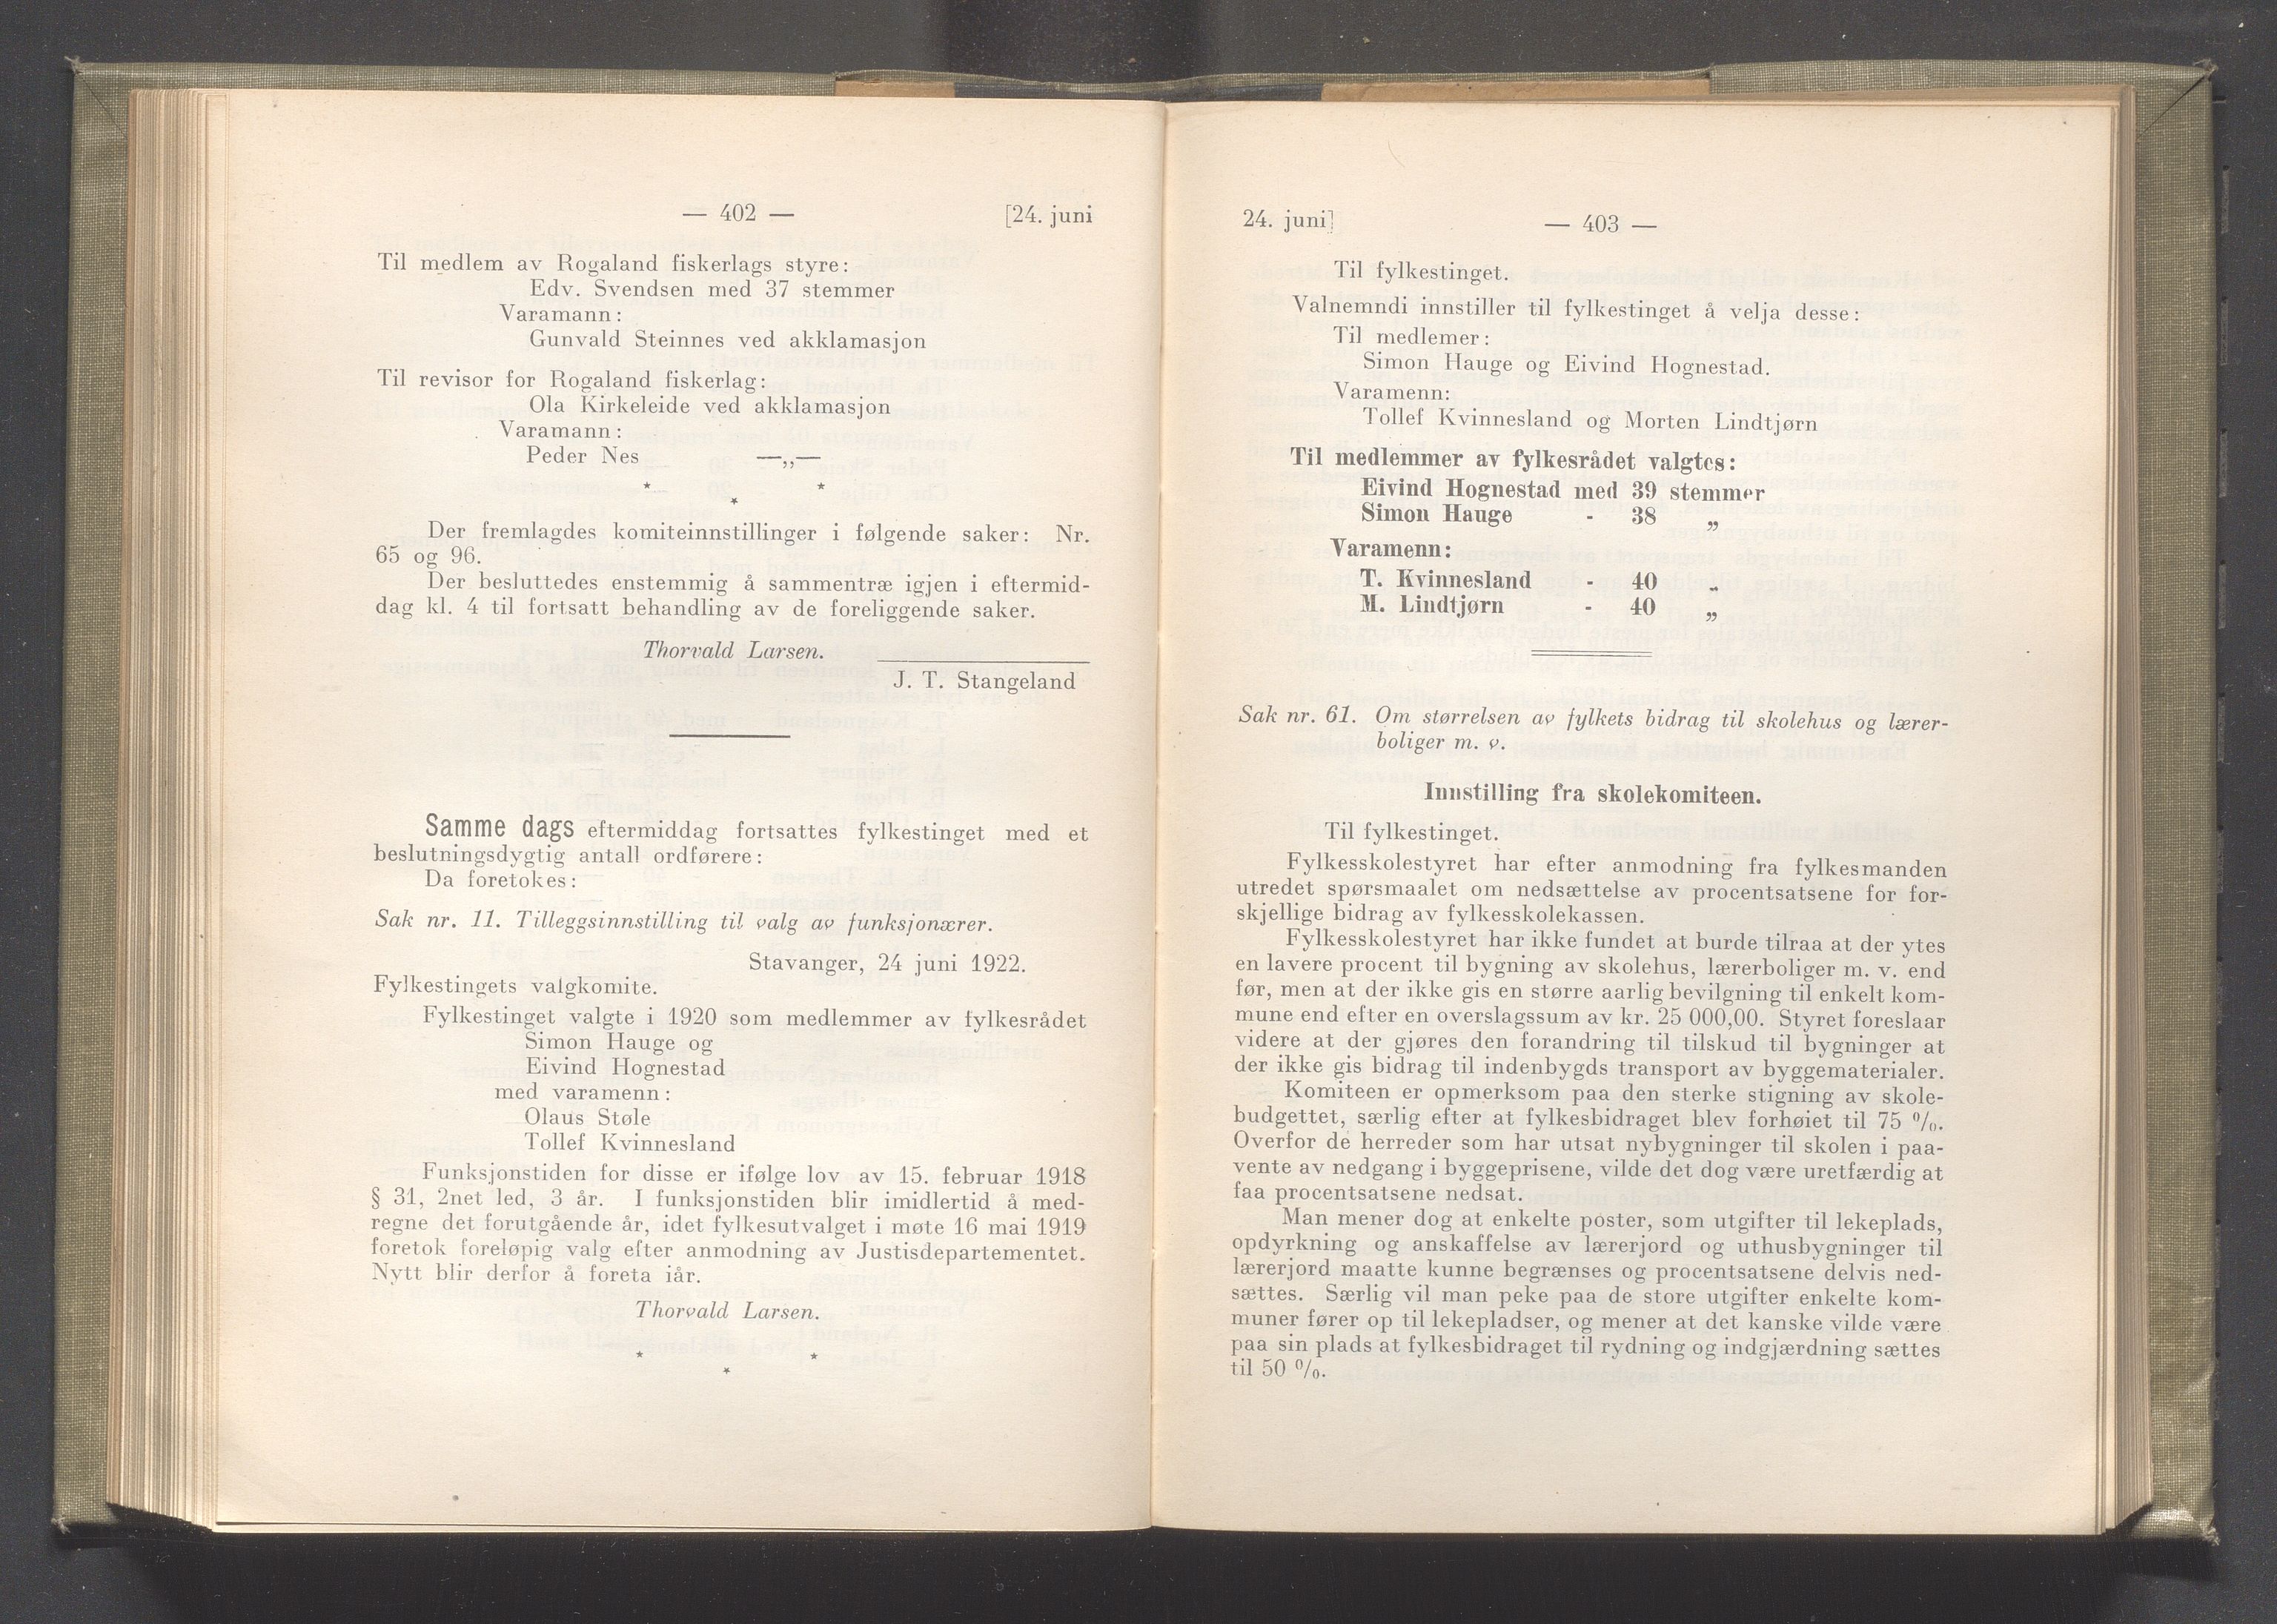 — 402 — [24. juni
Til medlem av Rogaland fiskerlags styre:
Edv. Svendsen med 37 stemmer
Varamann:
Gunvald Steinnes ved akklamasjon
Til revisor for Rogaland fiskerlag:
Ola Kirkeleide ved akklamasjon
Varamann:
Peder Nes —„—
* * *
Der fremlagdes komiteinnstillinger i følgende saker: Nr.
65 og 96.
Der besluttedes enstemmig å sammentræ igjen i eftermid-
dag kl. 4 til fortsatt behandling av de foreliggende saker.
Thorvald Larsen.
J. T. Stangeland
Samme dags eftermiddag fortsattes fylkestinget med et
beslutningsdygtig antall ordførere:
Da foretokes:
Sak nr. 11. Tilleggsinnstilling til valg av funksjonærer.
Stavanger, 24 juni 1922.
Fylkestingets valgkomite.
Fylkestinget valgte i 1920 som medlemmer av fylkesrådet
Simon Hauge og
Eivind Hognestad
med varamenn:
Olaus Støle
Tollef Kvinnesland
Funksjonstiden for disse er ifølge lov av 15. februar 1918
§ 31, 2net led, 3 år. I funksjonstiden blir imidlertid å med-
regne det forutgående år, idet fylkesutvalget i møte 16 mai 1919
foretok foreløpig valg efter anmodning av Justisdepartementet.
Nytt blir derfor å foreta iår.
Thorvald Larsen.
* * *
24. juni] — 403 —
Til fylkestinget.
Valnemndi innstiller til fylkestinget å velja desse:
Til medlemer:
Simon Hauge og Eivind Hognestad.
Varamenn:
Tollef Kvinnesland og Morten Lindtjørn
Til medlemmer av fylkesrådet valgtes:
Eivind Hognestad med 39 stemmer
Simon Hauge - 38 „
Varamenn:
T. Kvinnesland - 40 „
M. Lindtjørn - 40 „
Sak nr. 61. Om størrelsen av fylkets bidrag til skolehus og lærer-
boliger m. v.
Innstilling fra skolekomiteen.
Til fylkestinget.
Fylkesskolestyret har efter anmodning fra fylkesmanden
utredet spørsmaalet om nedsættelse av procentsatsene for for-
skjellige bidrag av fylkesskolekassen.
Fylkesskolestyret har ikke fundet at burde tilraa at der ytes
en lavere procent til bygning av skolehus, lærerboliger m. v. end
før, men at der ikke gis en større aarlig bevilgning til enkelt kom-
mune end efter en overslagssum av kr. 25 000,00. Styret foreslaar
videre at der gjøres den forandring til tilskud til bygninger at
der ikke gis bidrag til indenbygds transport av byggematerialer.
Komiteen er opmerksom paa den sterke stigning av skole-
budgettet, særlig efter at fylkesbidraget blev forhøiet til 75 %.
Overfor de herreder som har utsat nybygninger til skolen i paa-
vente av nedgang i byggeprisene, vilde det dog være uretfærdig at
faa procentsatsene nedsat.
Man mener dog at enkelte poster, som utgifter til lekeplads,
opdyrkning og anskaffelse av lærerjord og uthusbygninger til
lærerjord maatte kunne begrænses og procentsatsene delvis ned-
sættes. Særlig vil man peke paa de store utgifter enkelte kom-
muner fører op til lekepladser, og mener at det kanske vilde være
paa sin plads at fylkesbidraget til rydning og indgjærdning sættes
til 50 %.